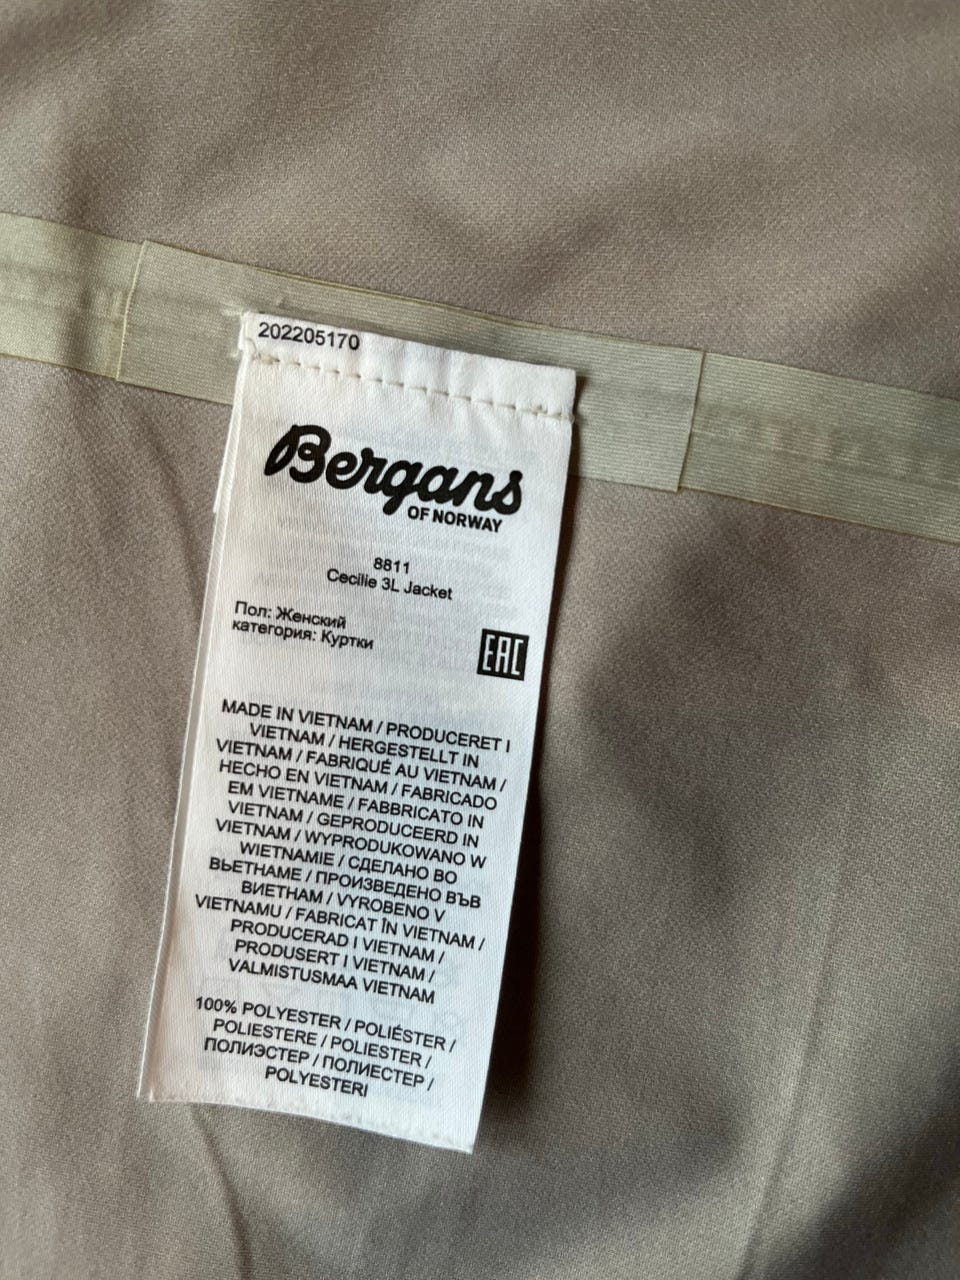 202205170
Bergans
OF NORWAY
8811
Cecilie 3L Jacket
Пол: Женский
категория: Куртки
EAC
MADE IN VIETNAM / PRODUCERET I
VIETNAM / HERGESTELLT IN
VIETNAM / FABRIQUÉ AU VIETNAM /
HECHO EN VIETNAM / FABRICADO
EM VIETNAME / FABBRICATO IN
VIETNAM / GEPRODUCEERD IN
VIETNAM / WYPRODUKOWANO W
WIETNAMIE / СДЕЛАНО ВО
ВЬЕТНАМЕ / ПРОИЗВЕДЕНО ВЪВ
ВИЕТНАМ / VYROBENO V
VIETNAMU / FABRICAT ÎN VIETNAM /
PRODUCERAD I VIETNAM /
PRODUSERT I VIETNAM /
VALMISTUSMAA VIETNAM
100% POLYESTER / POLIÉSTER /
POLIESTERE / POLIESTER /
ПОЛИЭСТЕР / ПОЛИЕСТЕР /
POLYESTERI